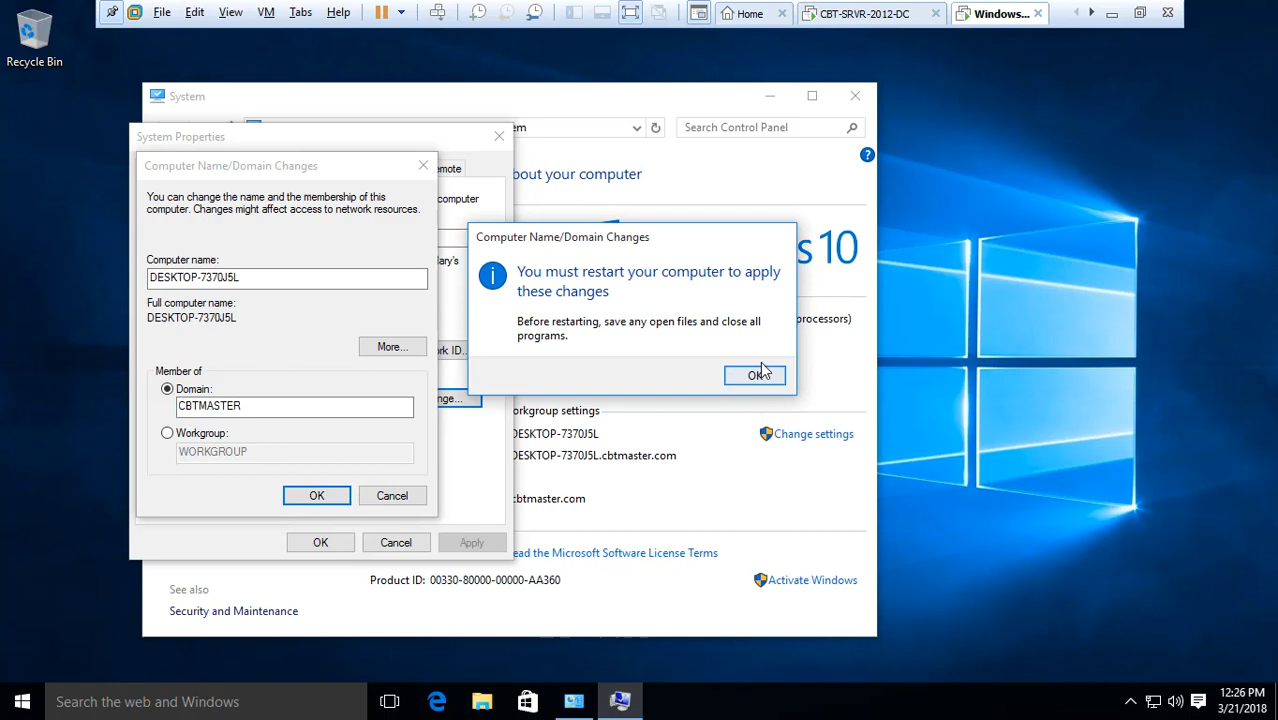 File Edit View VM Tabs Help
Home
CBT-SRVR-2012-DC
Windows...
Recycle Bin
System
em
Search Control Panel
System Properties
emote
Computer Name/Domain Changes
You can change the name and the membership of this
computer. Changes might affect access to network resources.
Computer name:
DESKTOP-7370J5L
Full computer name:
DESKTOP-7370J5L
More...
Member of
Domain:
CBTMASTER
Workgroup:
WORKGROUP
OK
Cancel
computer
ary's
ork ID...
nge...
OK
Cancel
Apply
bout your computer
s 10
Computer Name/Domain Changes
You must restart your computer to apply
these changes
Before restarting, save any open files and close all
programs.
OK
processors)
orkgroup settings
DESKTOP-7370J5L
Change settings
DESKTOP-7370J5L.cbtmaster.com
cbtmaster.com
ead the Microsoft Software License Terms
Product ID: 00330-80000-00000-AA360
Activate Windows
See also
Security and Maintenance
Search the web and Windows
12:26 PM
3/21/2018